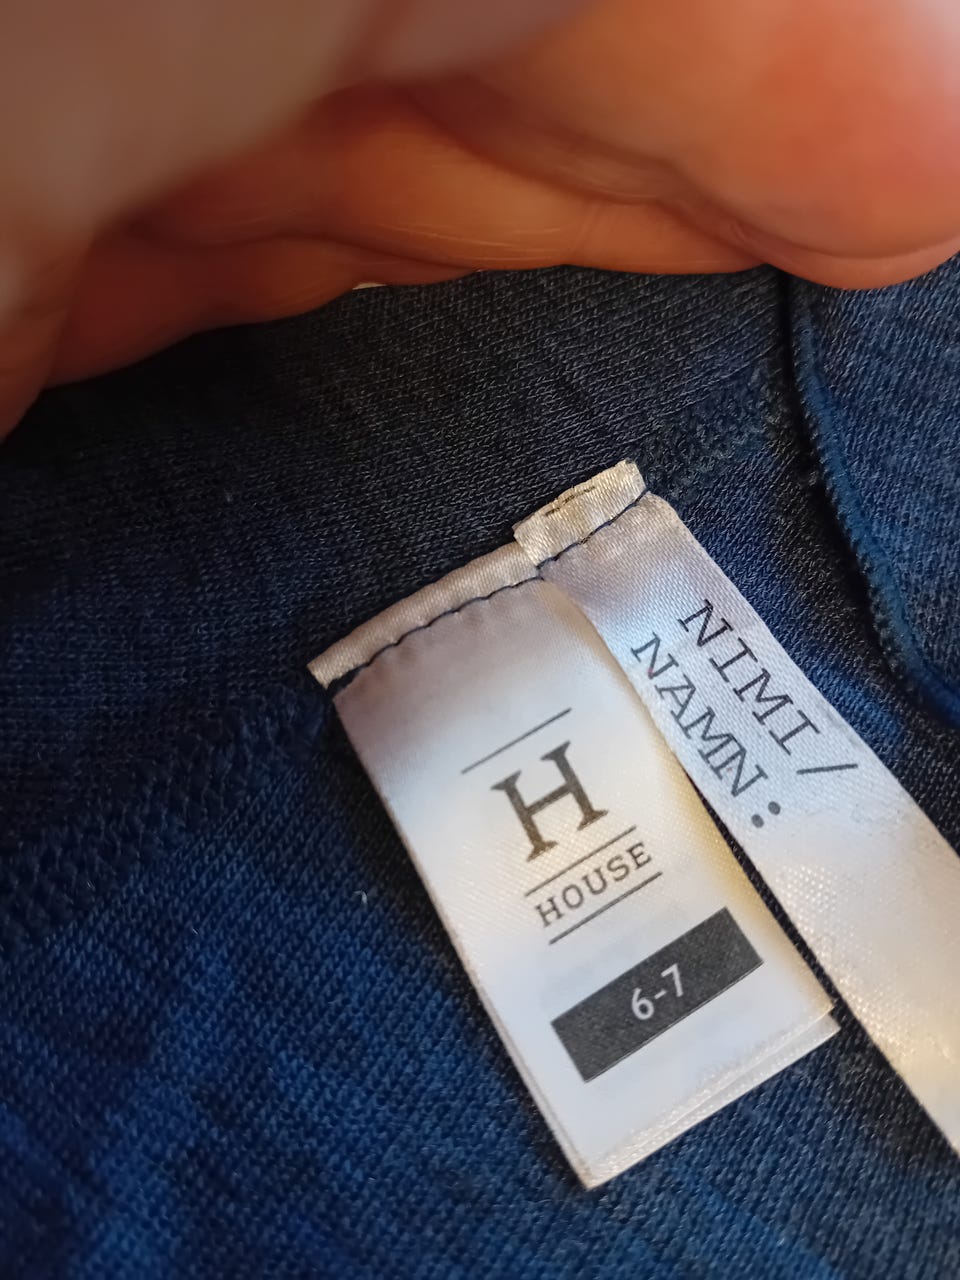 H
HOUSE
6-7
NIMI /
NAMN :